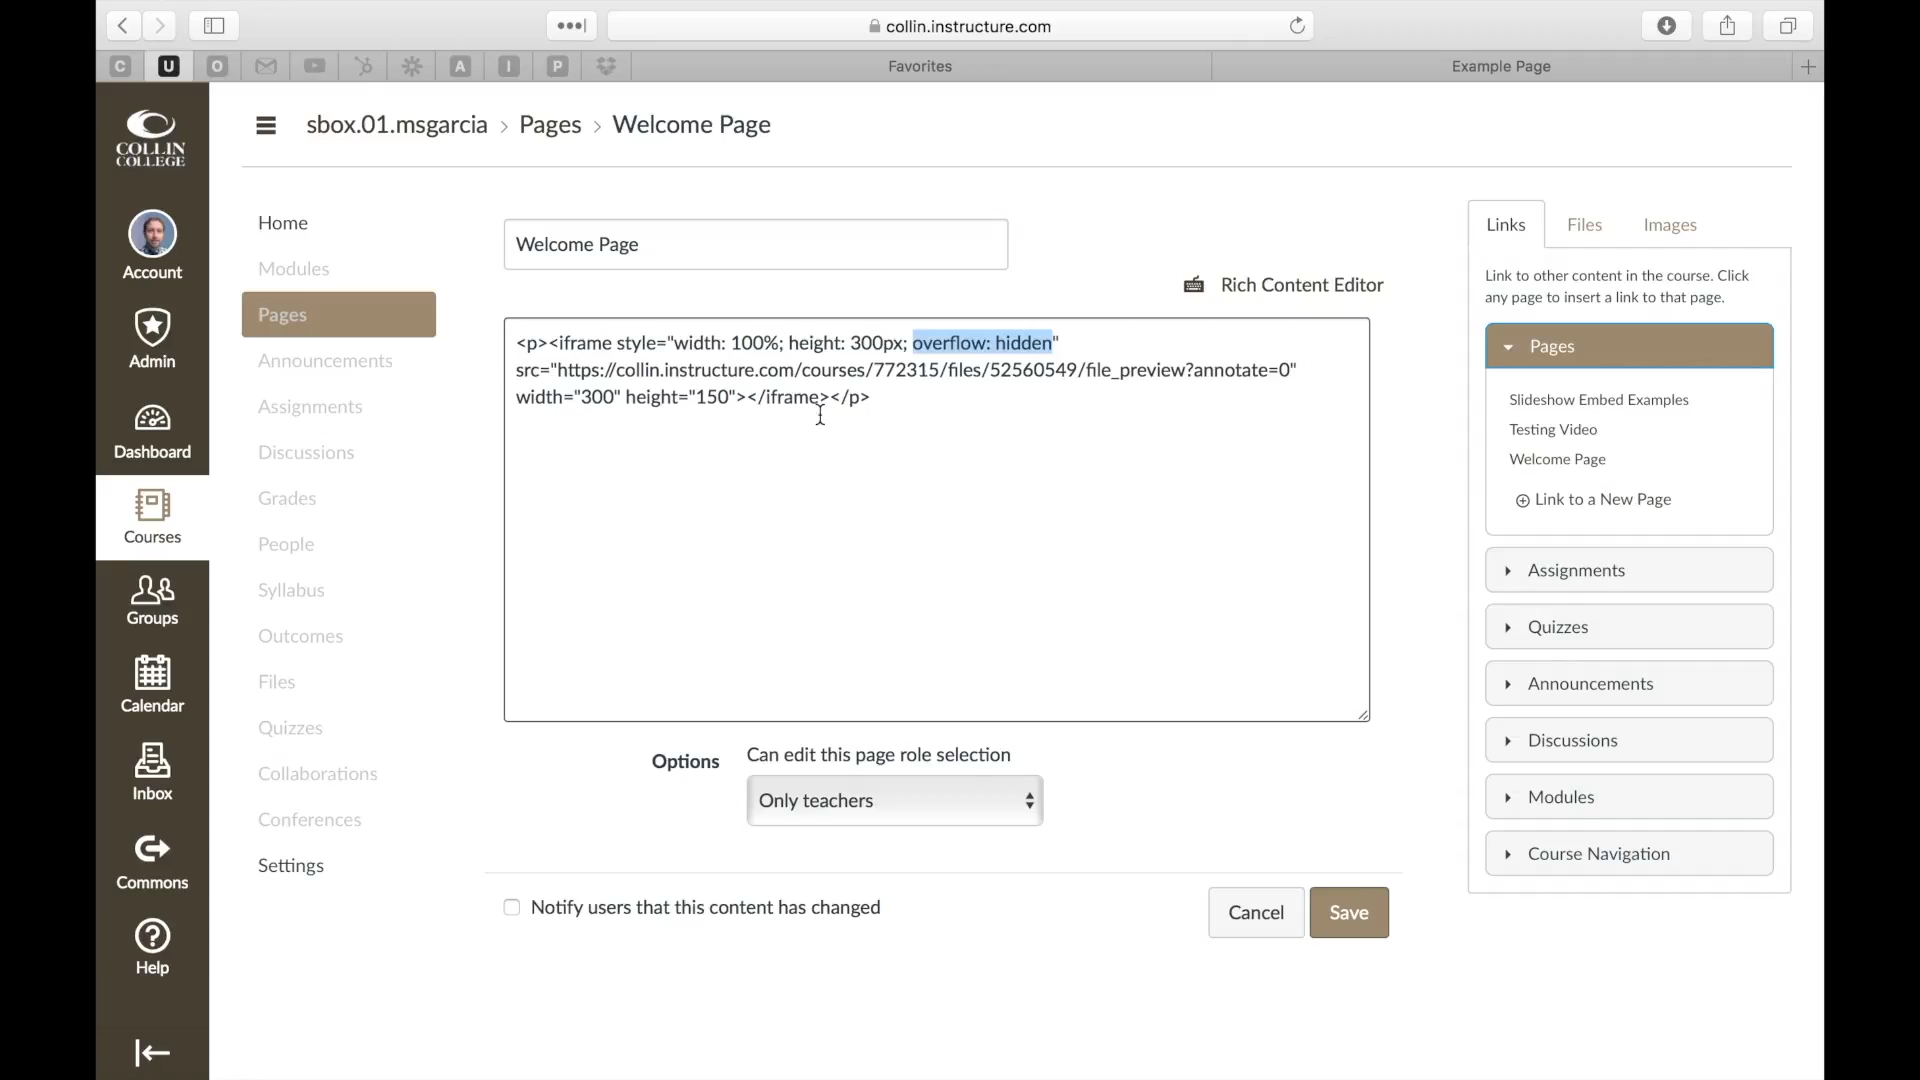 collin.instructure.com
C
U
O
A
I
P
Favorites
Example Page
COLLIN
COLLEGE
Account
Admin
Dashboard
Courses
Groups
Calendar
Inbox
Commons
Help
sbox.01.msgarcia > Pages > Welcome Page
Home
Modules
Pages
Announcements
Assignments
Discussions
Grades
People
Syllabus
Outcomes
Files
Quizzes
Collaborations
Conferences
Settings
Welcome Page
Rich Content Editor
<p><iframe style="width: 100%; height: 300px; overflow: hidden"
src="https://collin.instructure.com/courses/772315/files/52560549/file_preview?annotate=0"
width="300" height="150"></iframe></p>
Options
Can edit this page role selection
Only teachers
Notify users that this content has changed
Cancel
Save
Links
Files
Images
Link to other content in the course. Click
any page to insert a link to that page.
Pages
Slideshow Embed Examples
Testing Video
Welcome Page
Link to a New Page
Assignments
Quizzes
Announcements
Discussions
Modules
Course Navigation